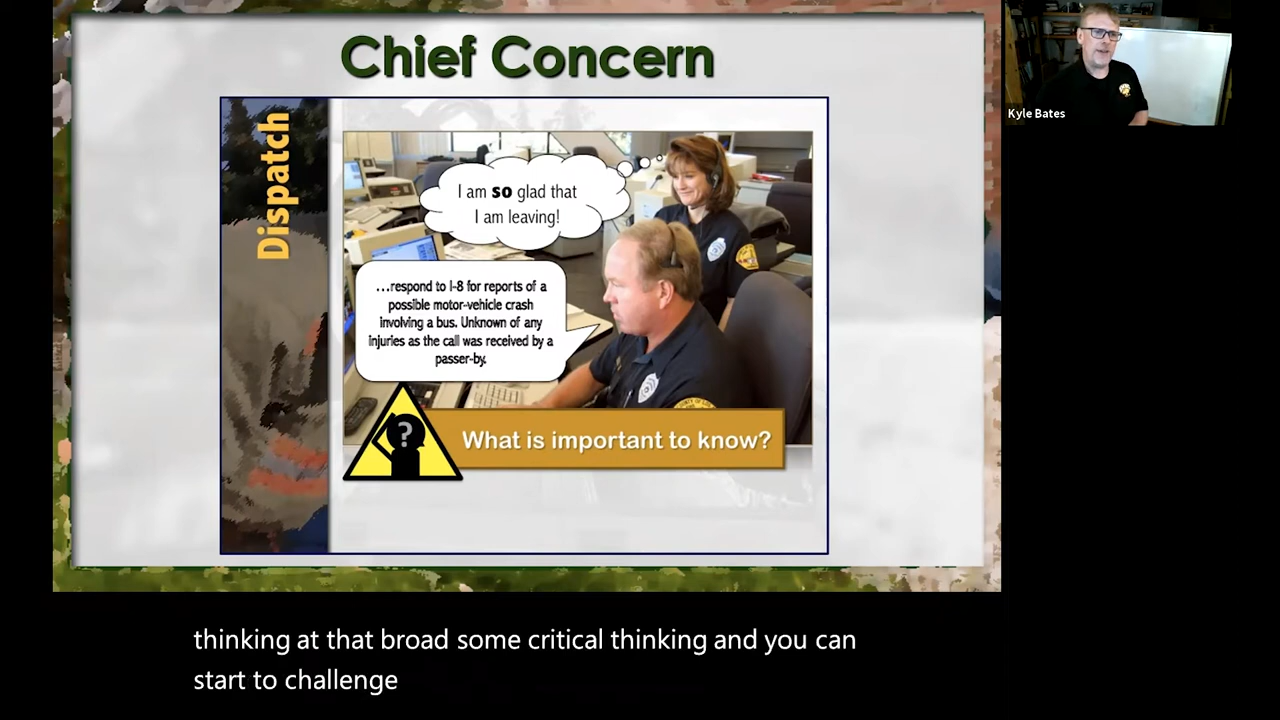 Chief Concern
Kyle Bates
Dispatch
I am so glad that
I am leaving!
...respond to I-8 for reports of a
possible motor-vehicle crash
involving a bus. Unknown of any
injuries as the call was received by a
passer-by.
?
What is important to know?
thinking at that broad some critical thinking and you can
start to challenge